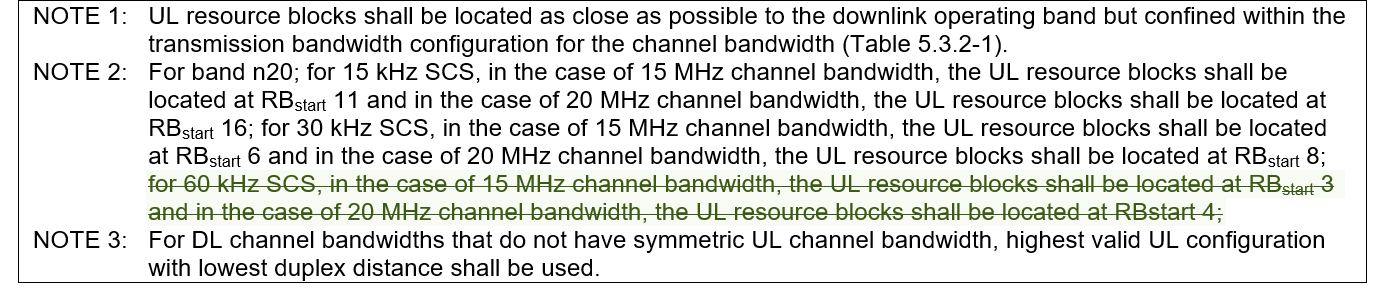 NOTE 1: UL resource blocks shall be located as close as possible to the downlink operating band but confined within the
transmission bandwidth configuration for the channel bandwidth (Table 5.3.2-1).
NOTE 2: For band n20; for 15 kHz SCS, in the case of 15 MHz channel bandwidth, the UL resource blocks shall be
located at RBstart 11 and in the case of 20 MHz channel bandwidth, the UL resource blocks shall be located at
RBstart 16; for 30 kHz SCS, in the case of 15 MHz channel bandwidth, the UL resource blocks shall be located
at RBstart 6 and in the case of 20 MHz channel bandwidth, the UL resource blocks shall be located at RBstart 8;
for 60 kHz SCS, in the case of 15 MHz channel bandwidth, the UL resource blocks shall be located at RBstart 3
and in the case of 20 MHz channel bandwidth, the UL resource blocks shall be located at RBstart 4;
NOTE 3: For DL channel bandwidths that do not have symmetric UL channel bandwidth, highest valid UL configuration
with lowest duplex distance shall be used.